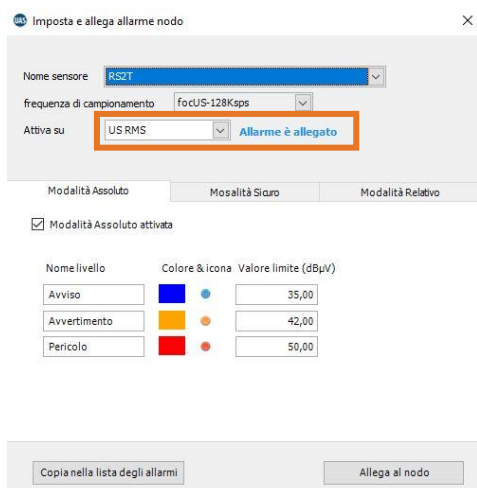 UAS Imposta e allega allarme nodo
Nome sensore RS2T
frequenza di campionamento focUS-128Ksps
Attiva su US RMS Allarme è allegato
Modalità Assoluto Mosalità Sicuro Modalità Relativo
Modalità Assoluto attivata
Nome livello Colore & icona Valore limite (dBµV)
Avviso 35,00
Avvertimento 42,00
Pericolo 50,00
Copia nella lista degli allarmi Allega al nodo